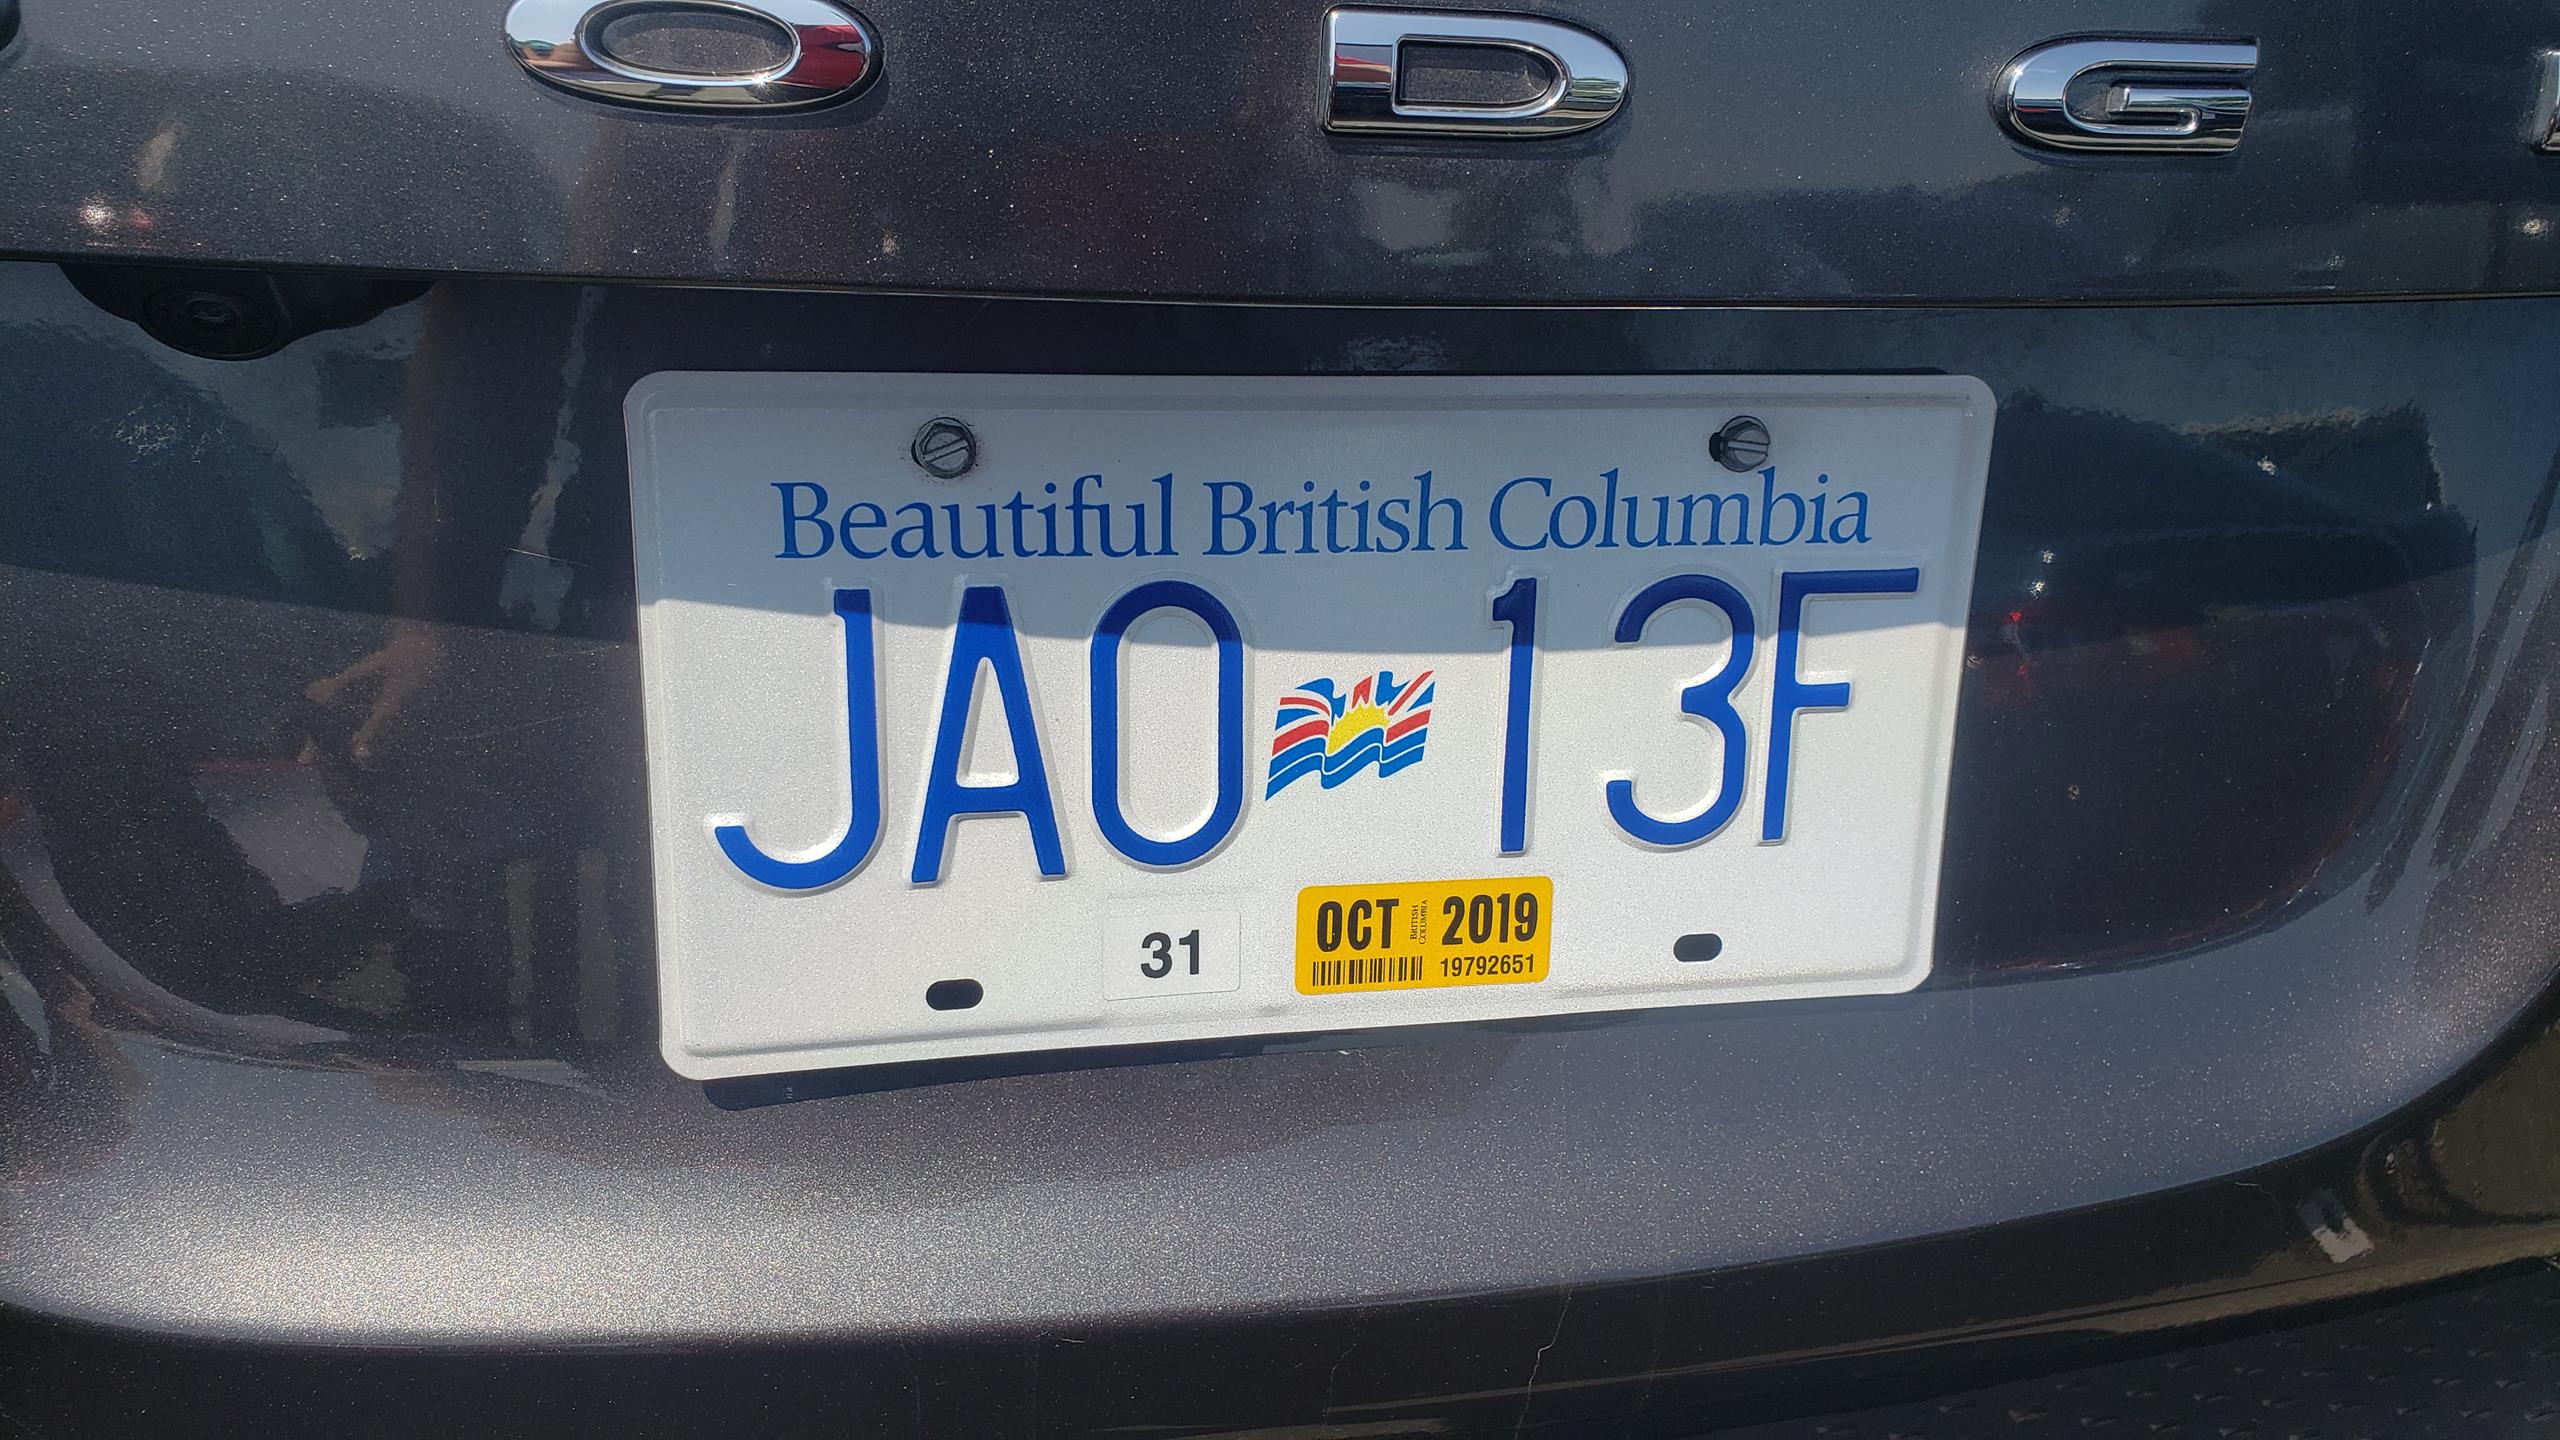 ODG
Beautiful British Columbia
JA0 13F
31
OCT BRITISH COLUMBIA 2019
19792651